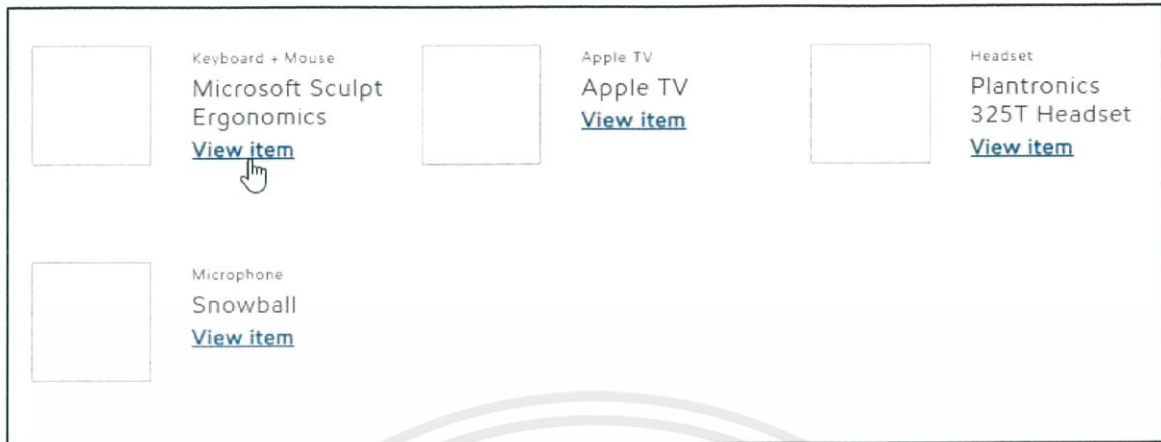 Keyboard + Mouse
Microsoft Sculpt
Ergonomics
View item
Apple TV
Apple TV
View item
Headset
Plantronics
325T Headset
View item
Microphone
Snowball
View item